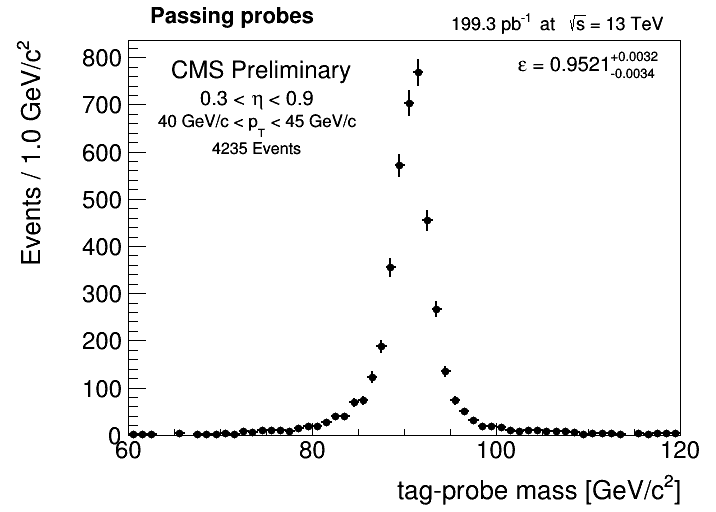 Passing probes
199.3 pb⁻¹ at √s = 13 TeV
CMS Preliminary
0.3 < η < 0.9
40 GeV/c < p_T < 45 GeV/c
4235 Events
ε = 0.9521 +0.0032 -0.0034
Events / 1.0 GeV/c²
800
700
600
500
400
300
200
100
0
60
80
100
120
tag-probe mass [GeV/c²]